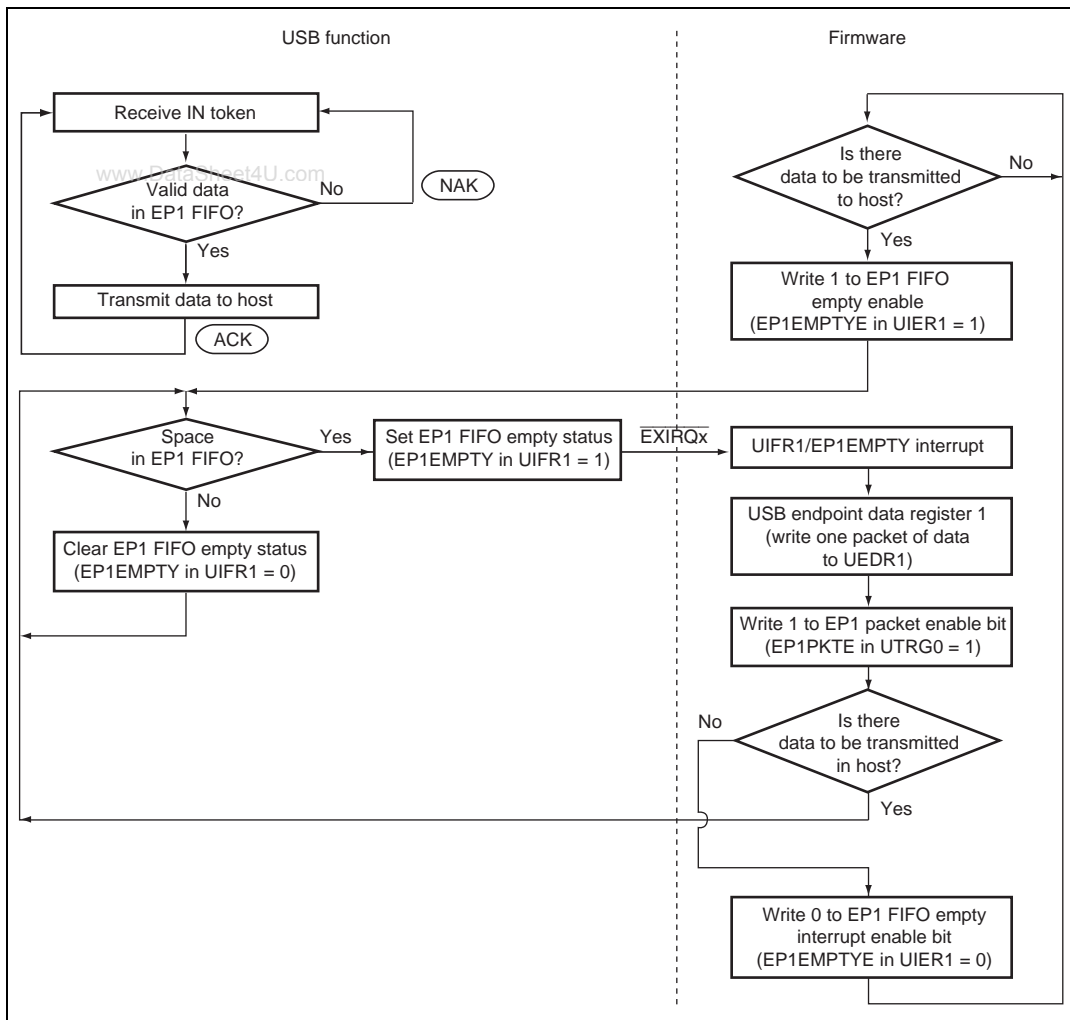 USB function
Firmware
Receive IN token
www.DataSheet4U.com
Valid data
in EP1 FIFO?
No
NAK
Yes
Transmit data to host
ACK
Is there
data to be transmitted
to host?
No
Yes
Write 1 to EP1 FIFO
empty enable
(EP1EMPTYE in UIER1 = 1)
Space
in EP1 FIFO?
Yes
Set EP1 FIFO empty status
(EP1EMPTY in UIFR1 = 1)
EXIRQx
UIFR1/EP1EMPTY interrupt
No
Clear EP1 FIFO empty status
(EP1EMPTY in UIFR1 = 0)
USB endpoint data register 1
(write one packet of data
to UEDR1)
Write 1 to EP1 packet enable bit
(EP1PKTE in UTRG0 = 1)
No
Is there
data to be transmitted
in host?
Yes
Write 0 to EP1 FIFO empty
interrupt enable bit
(EP1EMPTYE in UIER1 = 0)